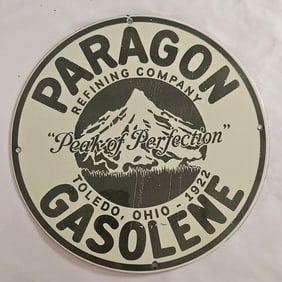 PARAGON
REFINING COMPANY
"Peak of Perfection"
TOLEDO, OHIO - 1922
GASOLENE